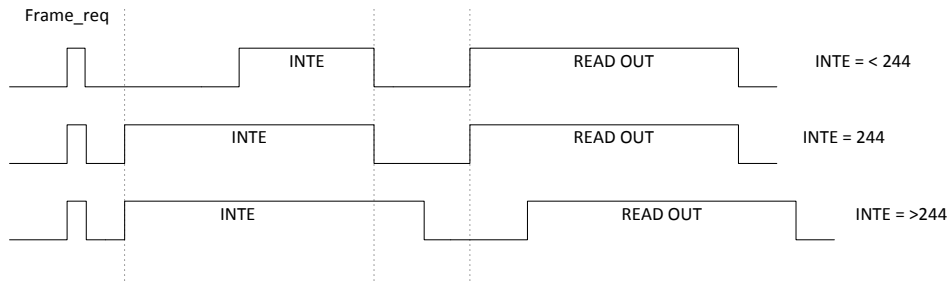 Frame_req
INTE READ OUT INTE = < 244
INTE READ OUT INTE = 244
INTE READ OUT INTE = >244